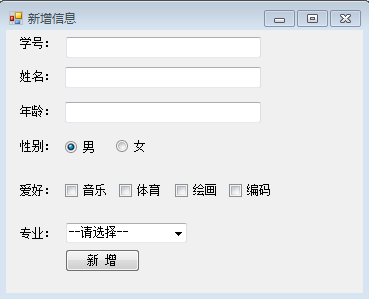 新增信息
学号：
姓名：
年龄：
性别： 男 女
爱好： 音乐 体育 绘画 编码
专业： --请选择--
新 增